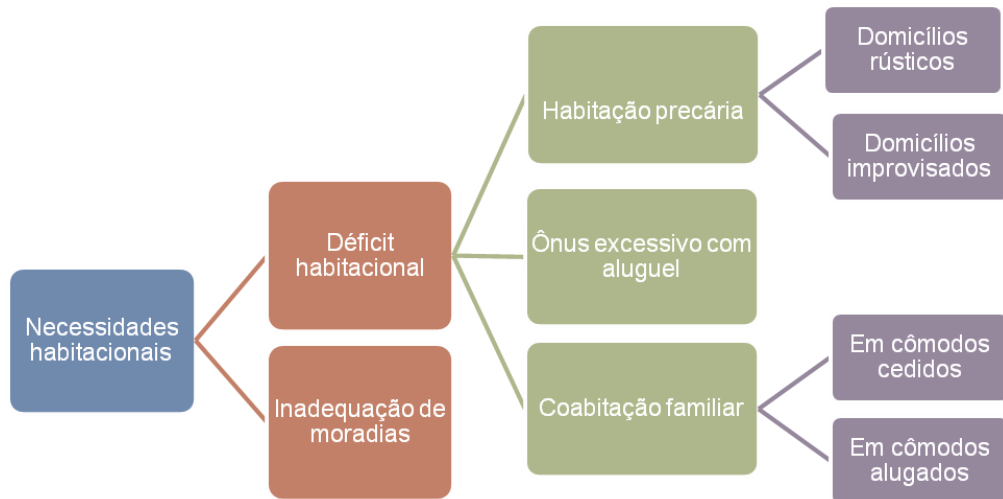 Necessidades
habitacionais
Déficit
habitacional
Inadequação de
moradias
Habitação precária
Ônus excessivo com
aluguel
Coabitação familiar
Domicílios
rústicos
Domicílios
improvisados
Em cômodos
cedidos
Em cômodos
alugados